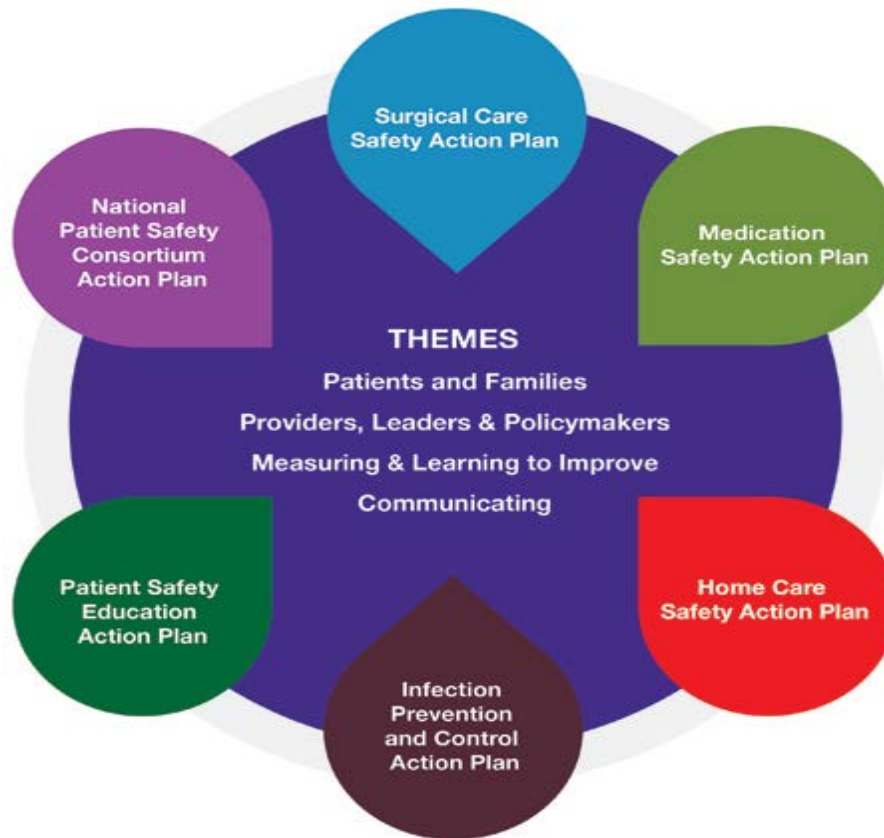 Surgical Care
Safety Action Plan
National
Patient Safety
Consortium
Action Plan
Medication
Safety Action Plan
THEMES
Patients and Families
Providers, Leaders & Policymakers
Measuring & Learning to Improve
Communicating
Patient Safety
Education
Action Plan
Home Care
Safety Action Plan
Infection
Prevention
and Control
Action Plan